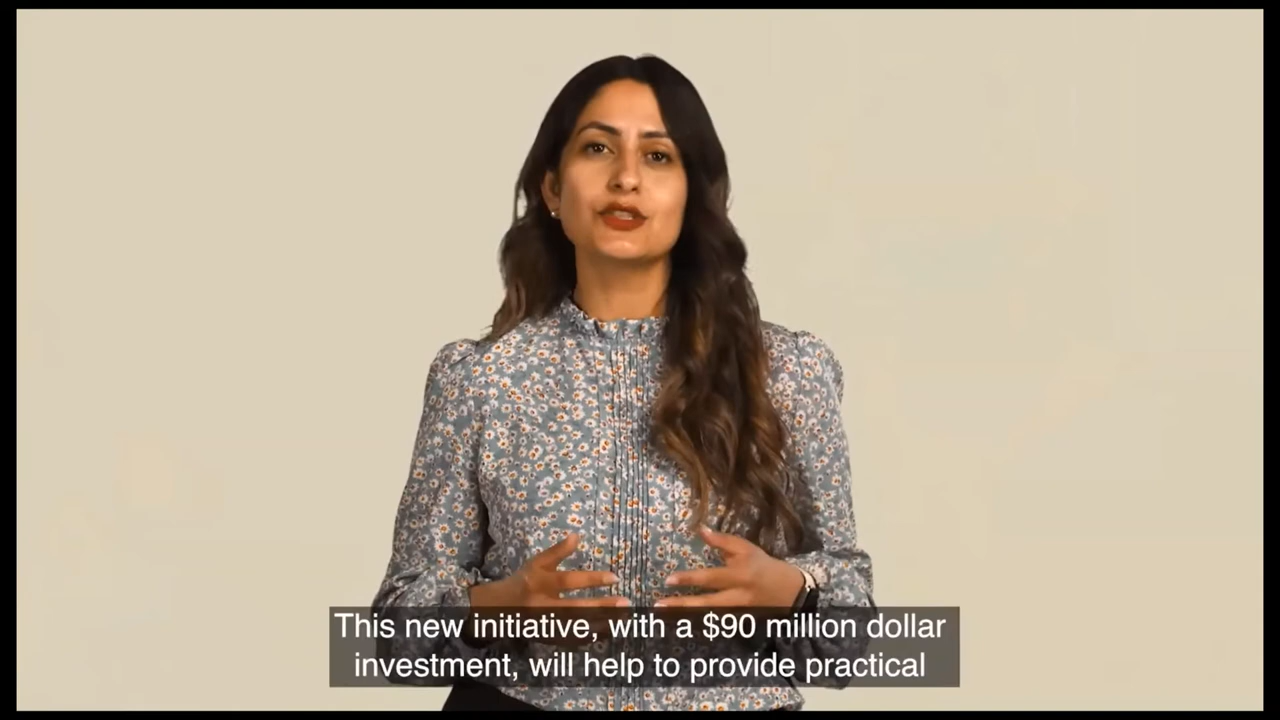 This new initiative, with a $90 million dollar
investment, will help to provide practical